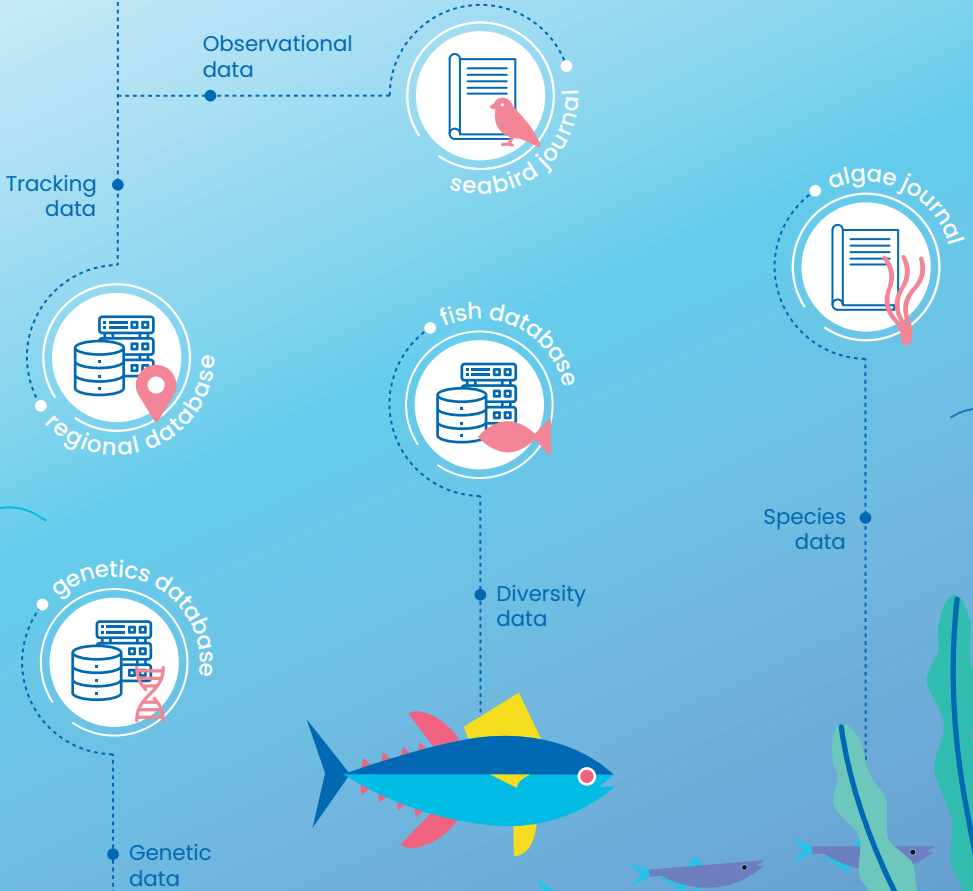 Observational
data
seabird journal
Tracking
data
algae journal
regional database
fish database
Species
data
genetics database
Diversity
data
Genetic
data